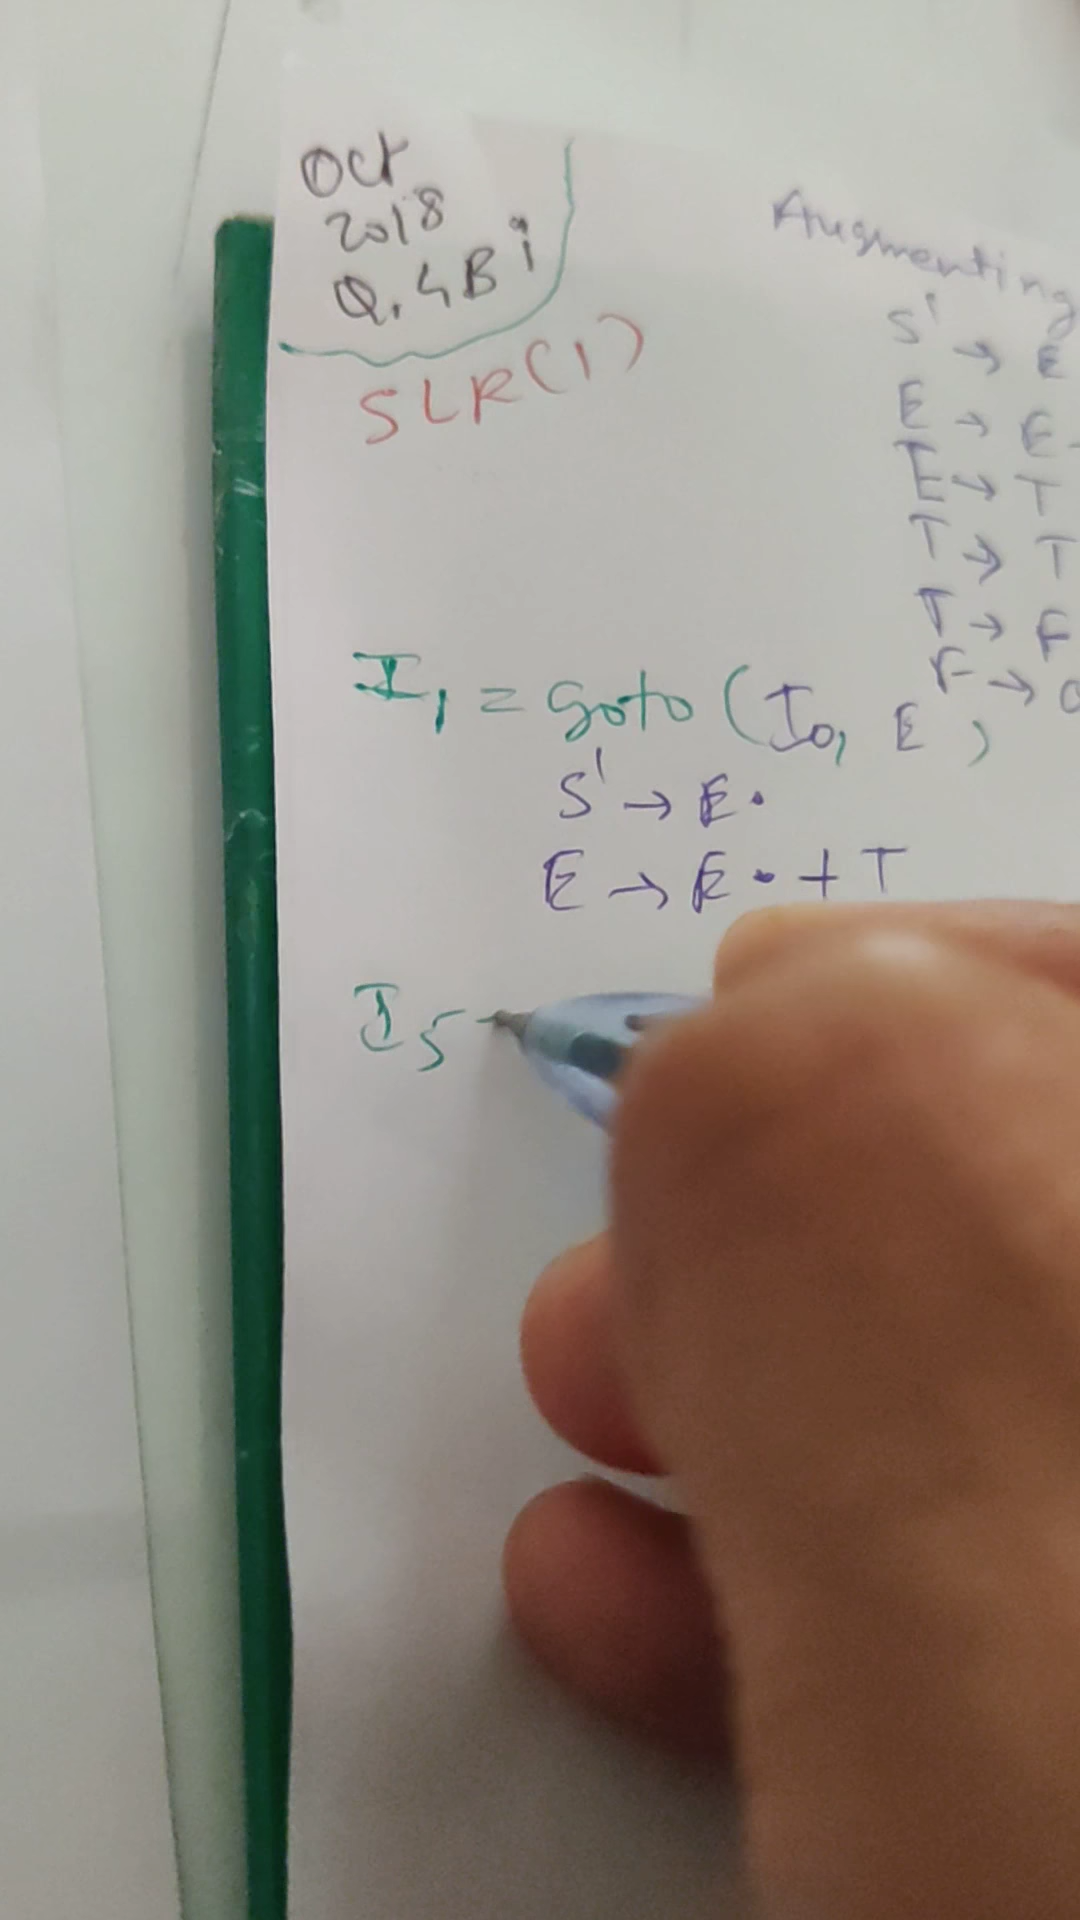 Oct
2018
Q. 4B i
SLR(1)
Augmenting
S' → E
E → E
E → T
T → T
T → F
F →
I₁ = goto (I₀, E)
S' → E.
E → E. + T
I₅